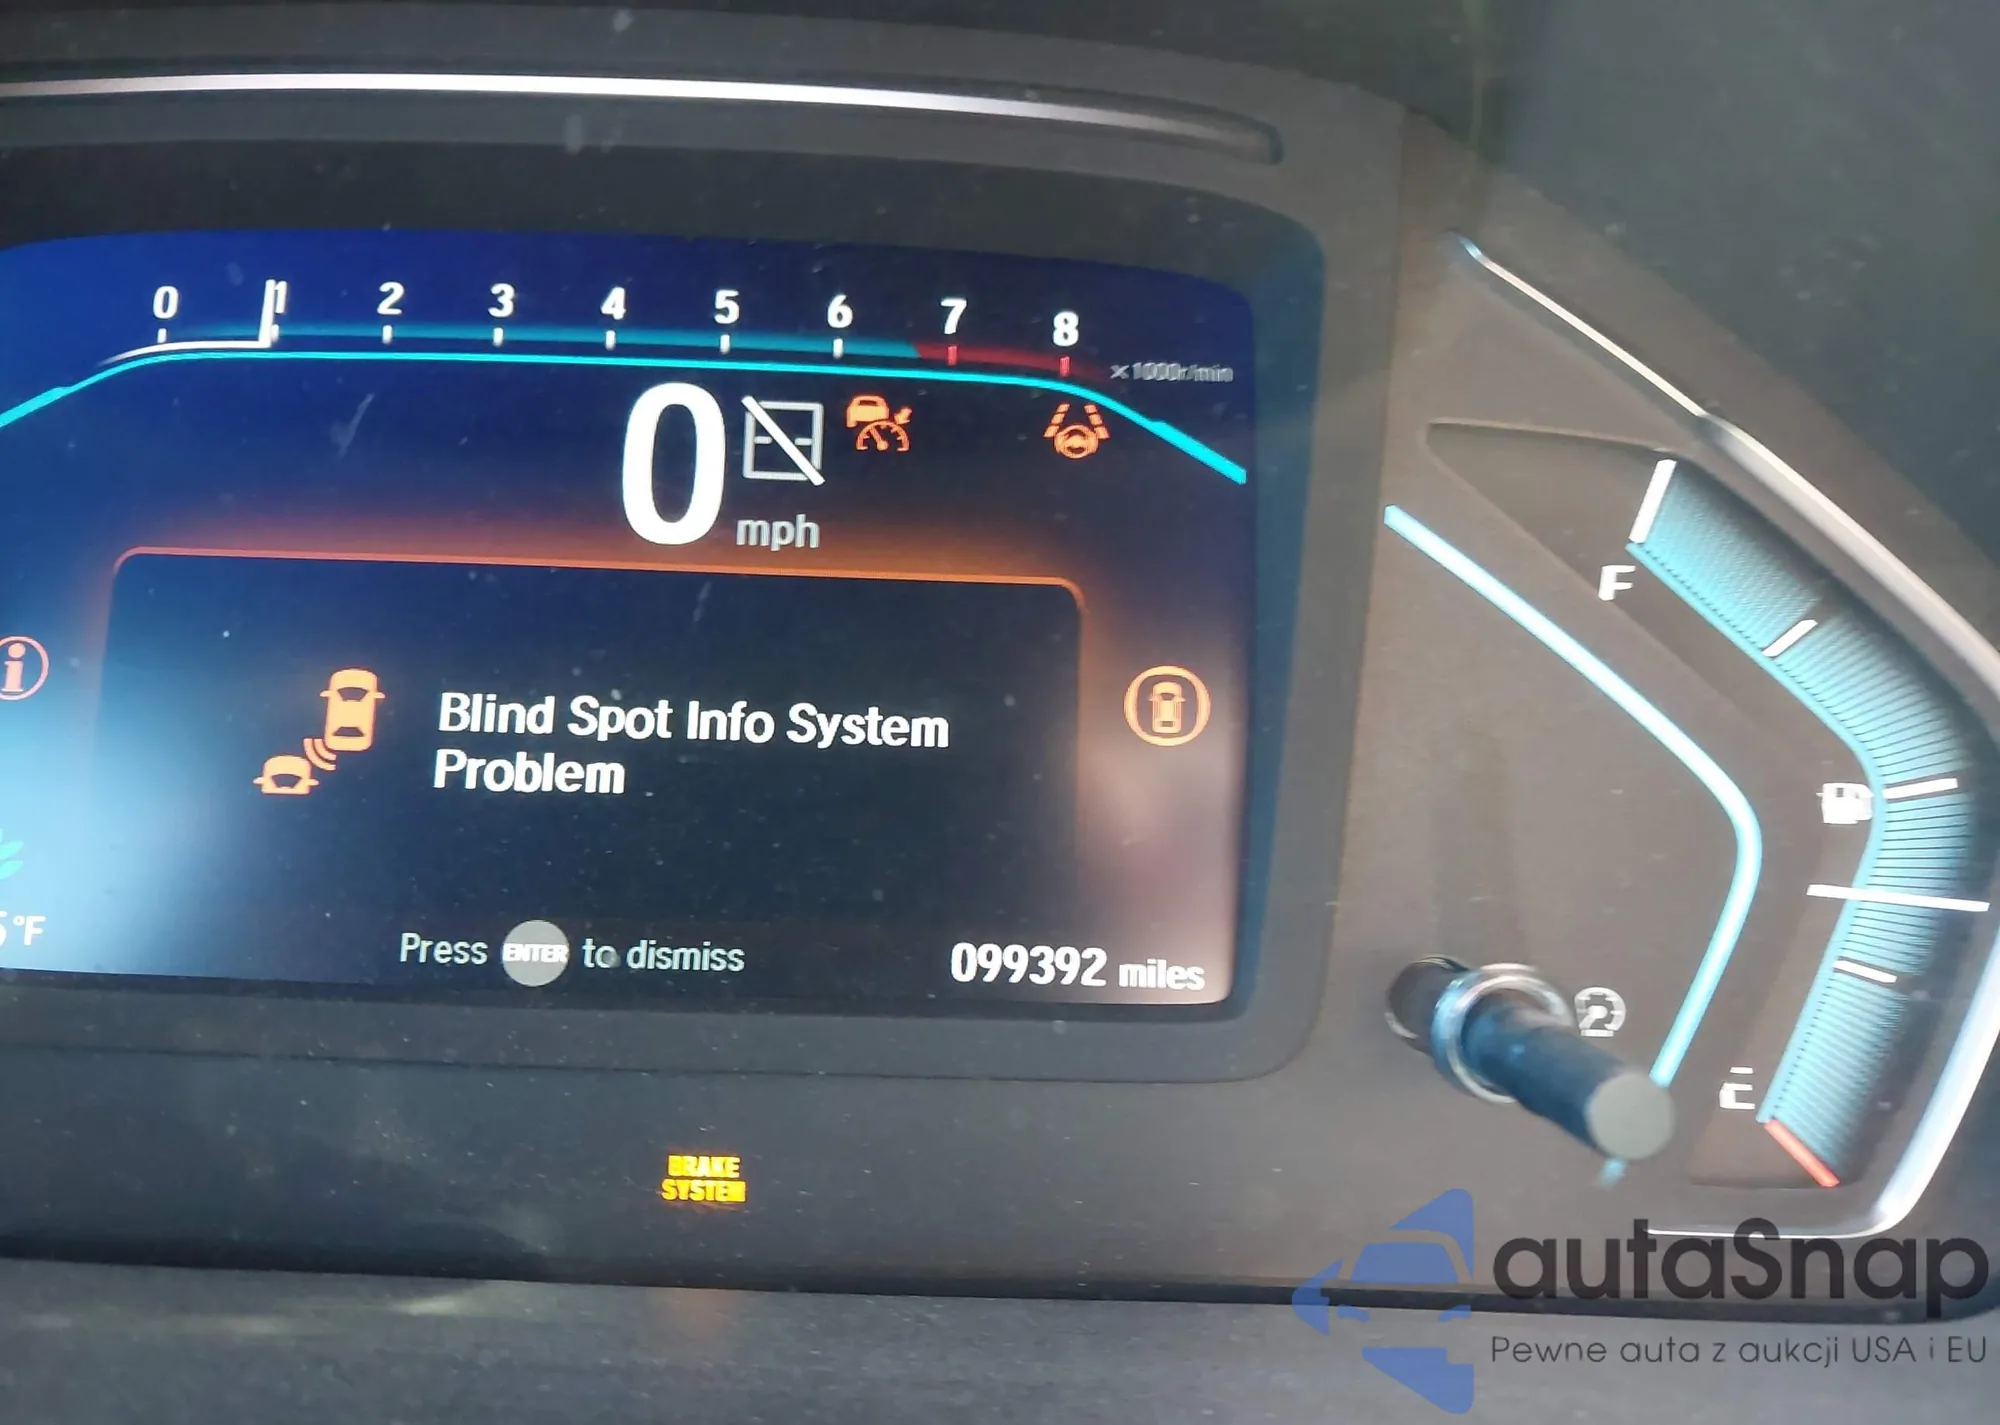 0 1 2 3 4 5 6 7 8
x1000r/min
0 mph
F
Blind Spot Info System
Problem
°F
Press ENTER to dismiss
099392 miles
E
BRAKE
SYSTEM
autaSnap
Pewne auta z aukcji USA i EU